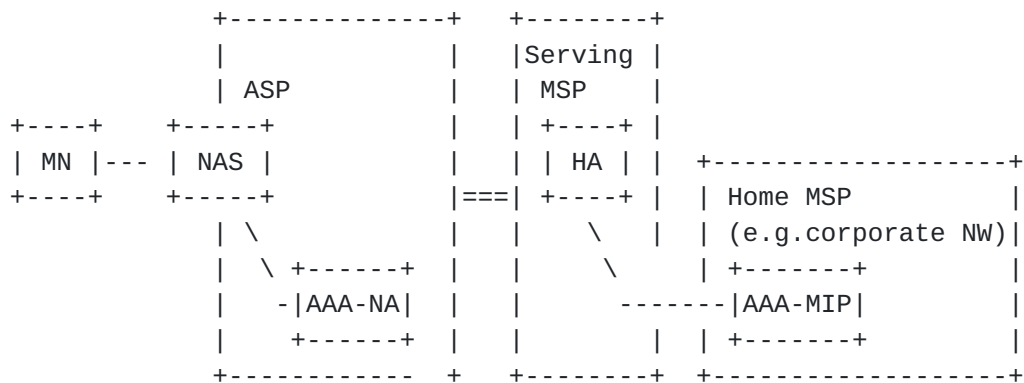 Serving
ASP MSP
MN NAS HA
Home MSP
(e.g.corporate NW)
AAA-NA AAA-MIP